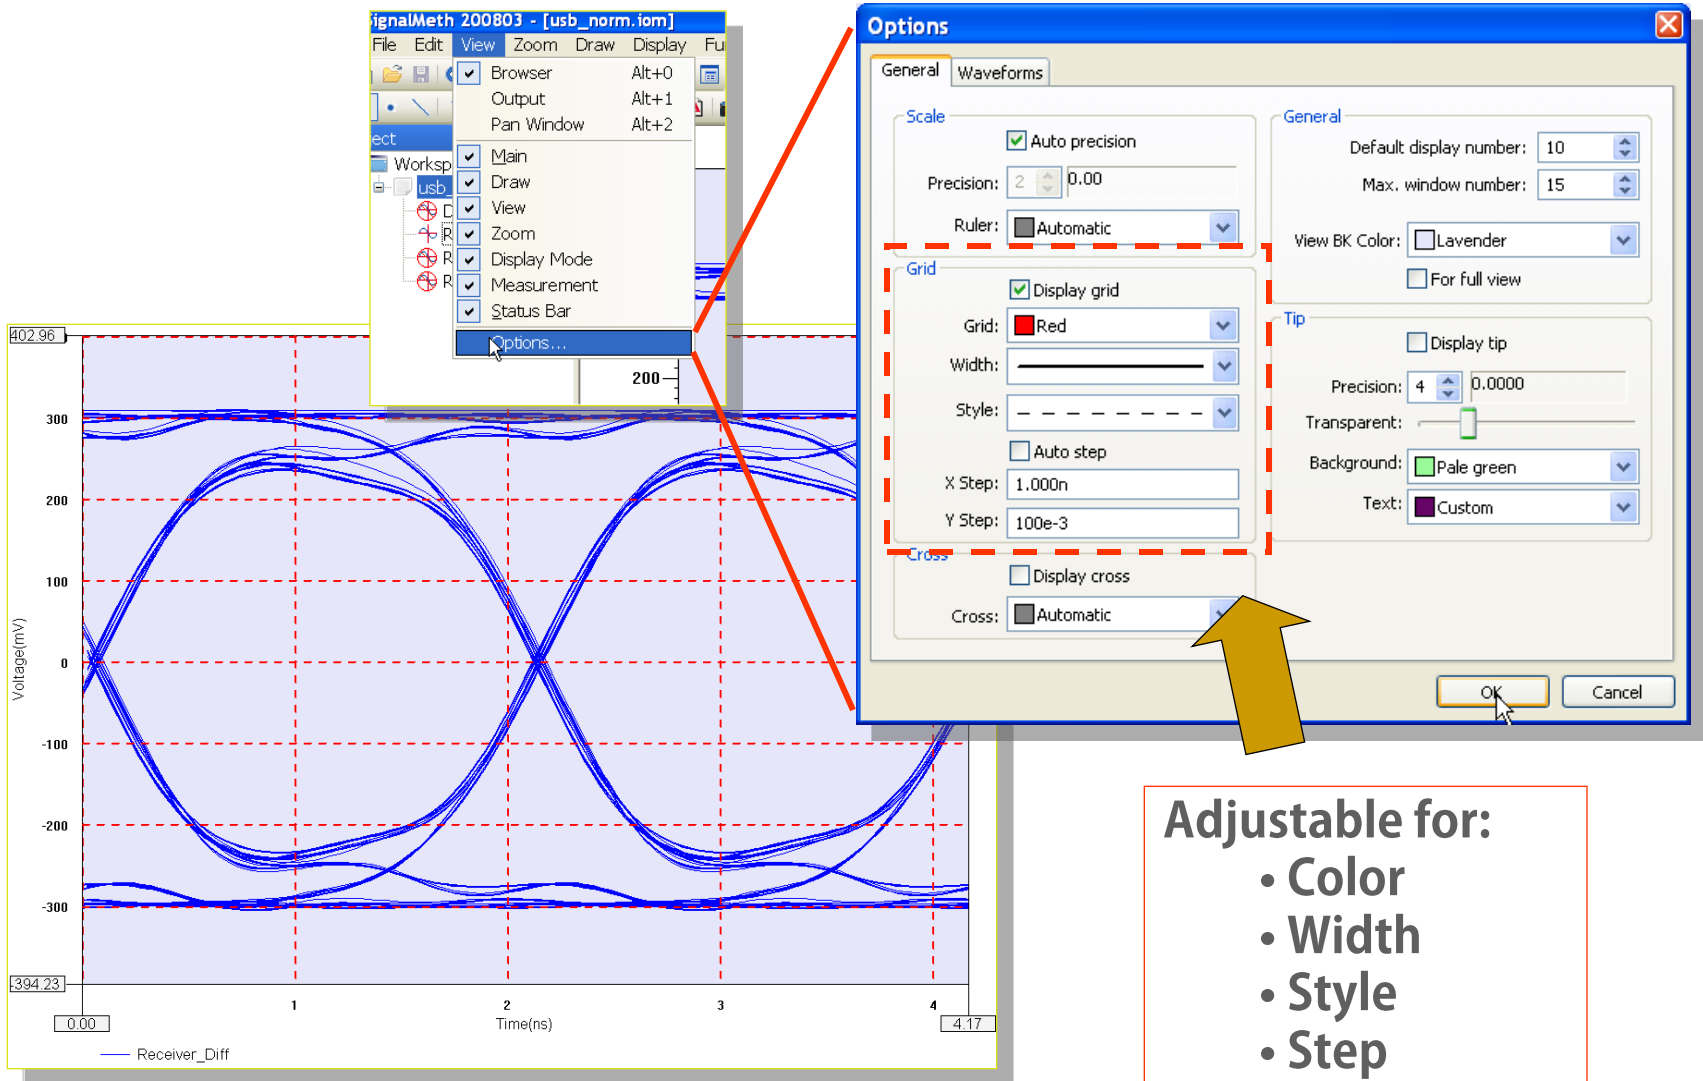 ignalMeth 200803 - [usb_norm.iom]
File Edit View Zoom Draw Display Fu
Browser Alt+0
Output Alt+1
Pan Window Alt+2
Main
Draw
View
Zoom
Display Mode
Measurement
Status Bar
Options...
ect
Worksp
usb_
D
R
R
R
200
Options
General Waveforms
Scale
Auto precision
Precision: 2 0.00
Ruler: Automatic
Grid
Display grid
Grid: Red
Width:
Style:
Auto step
X Step: 1.000n
Y Step: 100e-3
Cross
Display cross
Cross: Automatic
General
Default display number: 10
Max. window number: 15
View BK Color: Lavender
For full view
Tip
Display tip
Precision: 4 0.0000
Transparent:
Background: Pale green
Text: Custom
OK Cancel
402.96
300
200
100
0
-100
-200
-300
-394.23
Voltage(mV)
1 2 3 4
0.00 Time(ns) 4.17
Receiver_Diff
Adjustable for:
• Color
• Width
• Style
• Step